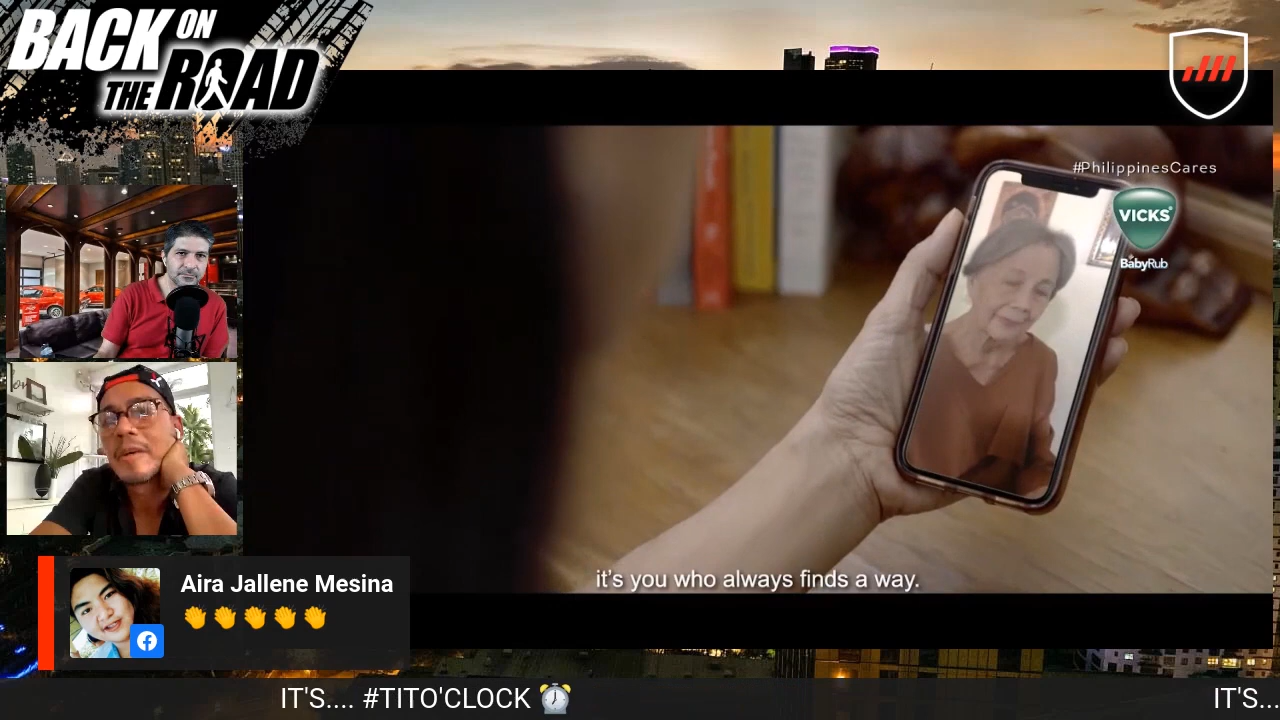 BACK ON
THE ROAD
#PhilippinesCares
VICKS
BabyRub
it's you who always finds a way.
Aira Jallene Mesina
👏👏👏👏👏
IT'S.... #TITO'CLOCK ⏰
IT'S...